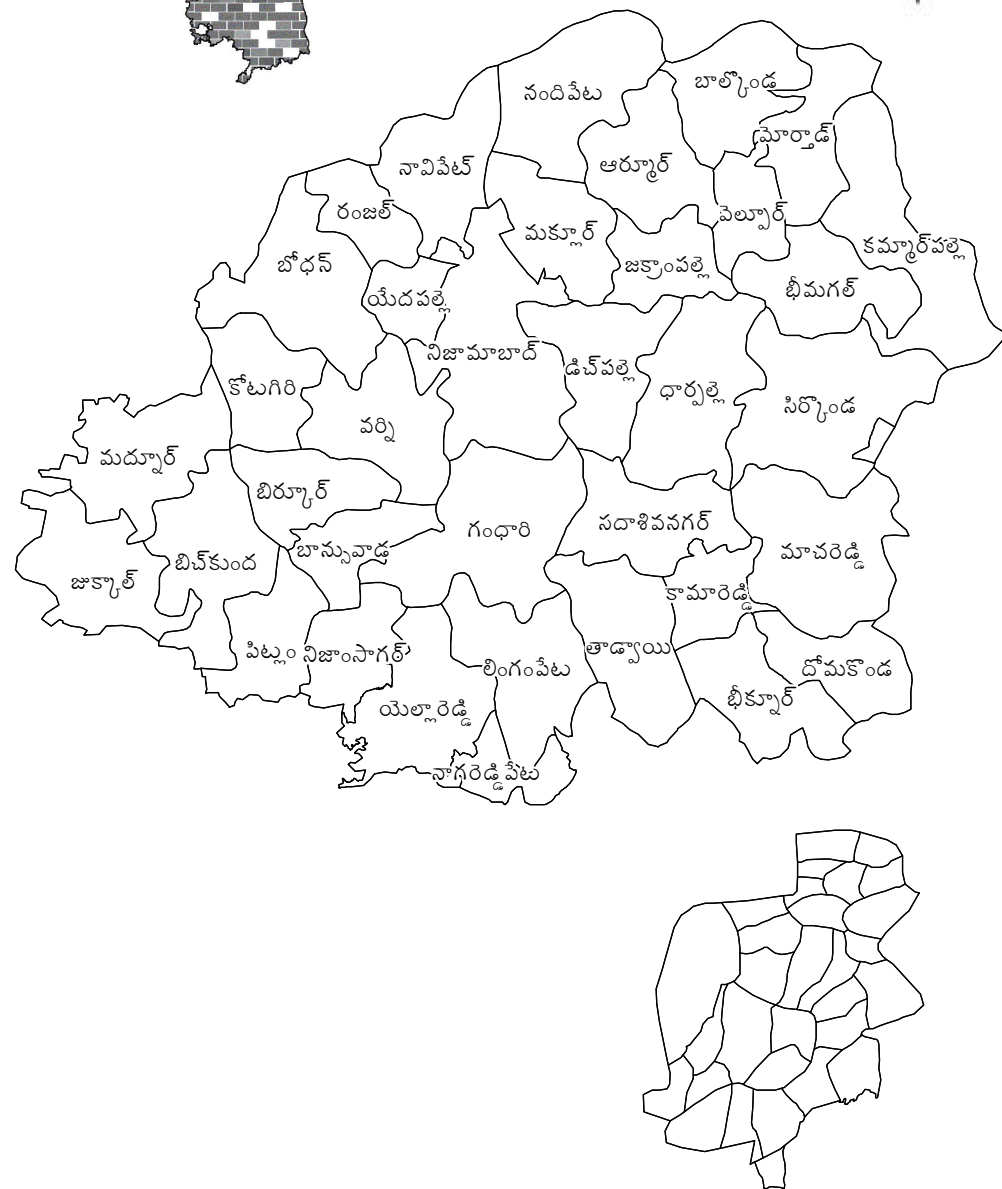 బాల్కొండ
నందిపేట
మోర్తాడ్
నావిపేట్
ఆర్మూర్
రంజల్
వెల్పూర్
మక్లూర్
కమ్మార్‌పల్లె
బోధన్
జక్రాంపల్లె
భీమగల్
యేదపల్లె
నిజామాబాద్
డిచ్‌పల్లె
కోటగిరి
ధార్పల్లె
సిర్కొండ
వర్ని
మద్నూర్
బిర్కూర్
గంధారి
సదాశివనగర్
బాన్సువాడ
మాచరెడ్డి
బిచ్‌కుంద
జుక్కాల్
కామారెడ్డి
తాడ్వాయి
పిట్లం
నిజాంసాగర్
లింగంపేట
దోమకొండ
భీక్నూర్
యెల్లారెడ్డి
నాగరెడ్డిపేట